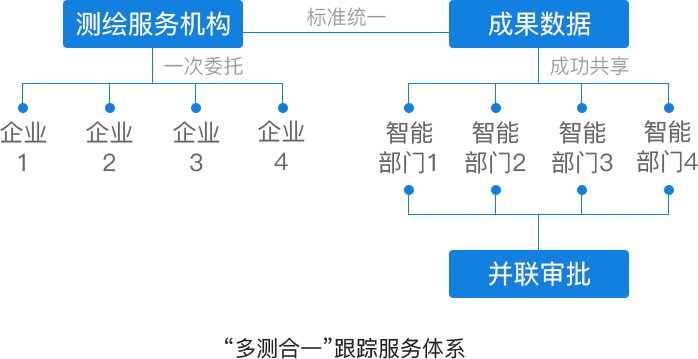 测绘服务机构
标准统一
成果数据
一次委托
成功共享
企业
1
企业
2
企业
3
企业
4
智能
部门1
智能
部门2
智能
部门3
智能
部门4
并联审批
“多测合一”跟踪服务体系